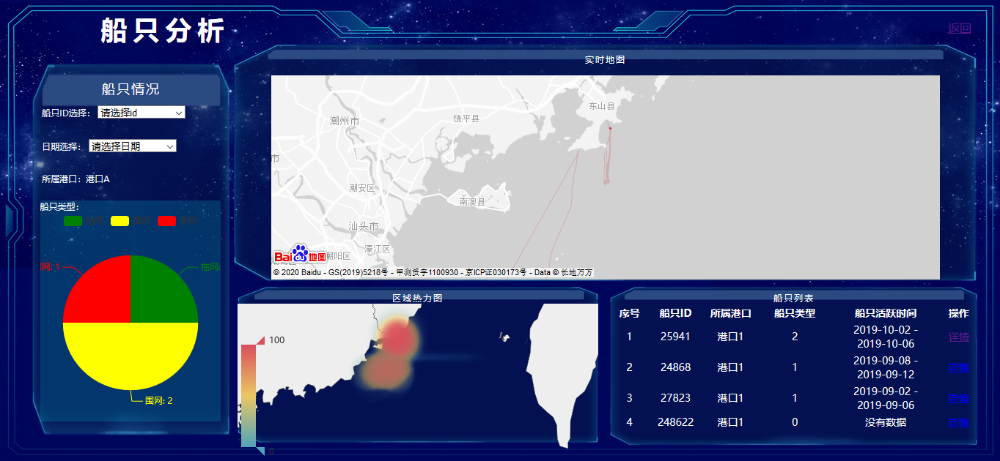 船只分析
返回
船只情况
船只ID选择：
请选择id
日期选择：
请选择日期
所属港口：港口A
船只类型：
拖网
围网
网: 1
拖网:
围网: 2
实时地图
潮州市
饶平县
东山县
市
潮安区
南澳县
汕头市
濠江区
潮阳区
Bai du 地图
© 2020 Baidu - GS(2019)5218号 - 甲测资字1100930 - 京ICP证030173号 - Data © 长地万方
区域热力图
100
0
船只列表
序号 船只ID 所属港口 船只类型 船只活跃时间 操作
1 25941 港口1 2 2019-10-02 - 2019-10-06 详情
2 24868 港口1 1 2019-09-08 - 2019-09-12 详情
3 27823 港口1 1 2019-09-02 - 2019-09-06 详情
4 248622 港口1 0 没有数据 详情